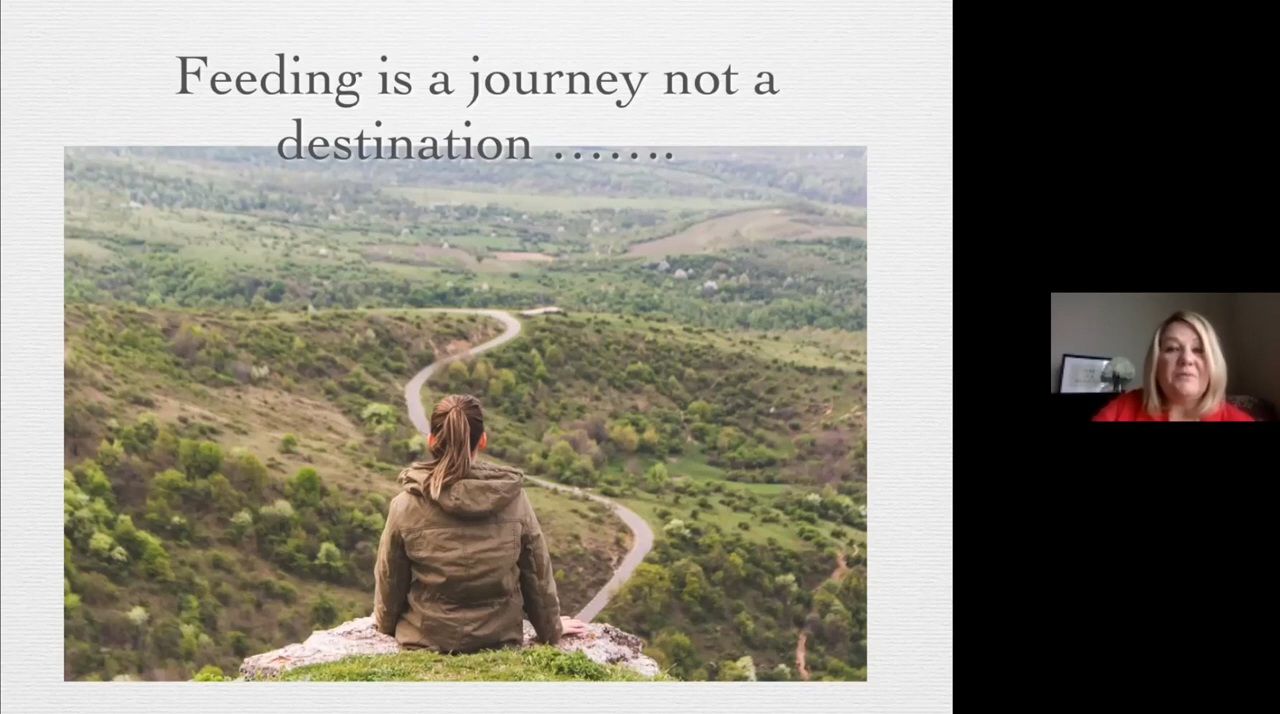 Feeding is a journey not a
destination .......